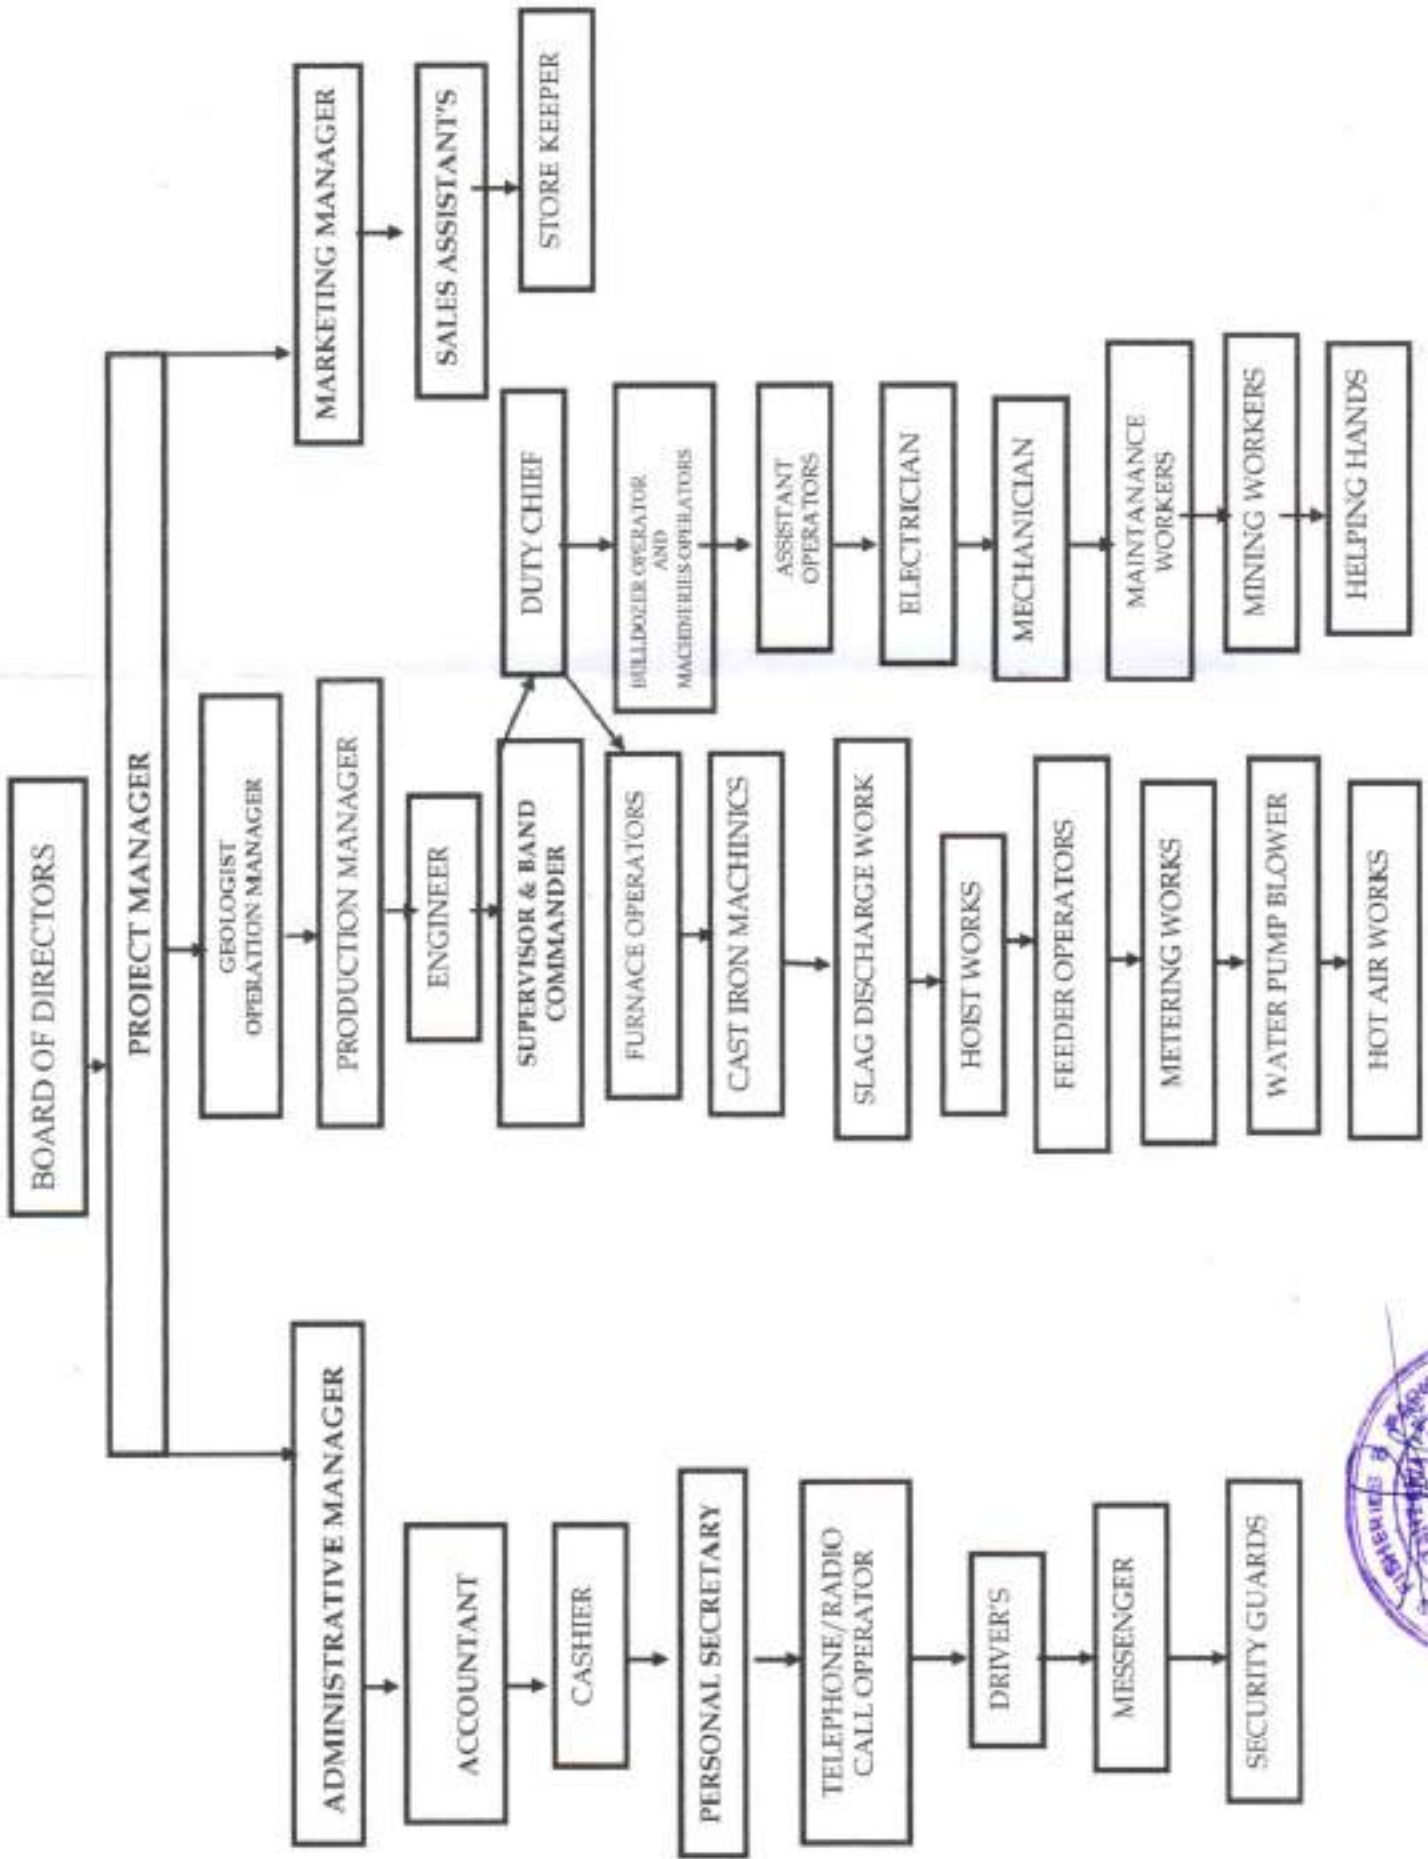 BOARD OF DIRECTORS
PROJECT MANAGER
ADMINISTRATIVE MANAGER
ACCOUNTANT
CASHIER
PERSONAL SECRETARY
TELEPHONE/RADIO
CALL OPERATOR
DRIVER'S
MESSENGER
SECURITY GUARDS
GEOLOGIST
OPERATION MANAGER
PRODUCTION MANAGER
ENGINEER
SUPERVISOR & BAND
COMMANDER
FURNACE OPERATORS
CAST IRON MACHINICS
SLAG DISCHARGE WORK
HOIST WORKS
FEEDER OPERATORS
METERING WORKS
WATER PUMP BLOWER
HOT AIR WORKS
DUTY CHIEF
BULLDOZER OPERATOR
AND
MACHINERIES OPERATORS
ASSISTANT
OPERATORS
ELECTRICIAN
MECHANICIAN
MAINTANANCE
WORKERS
MINING WORKERS
HELPING HANDS
MARKETING MANAGER
SALES ASSISTANT'S
STORE KEEPER